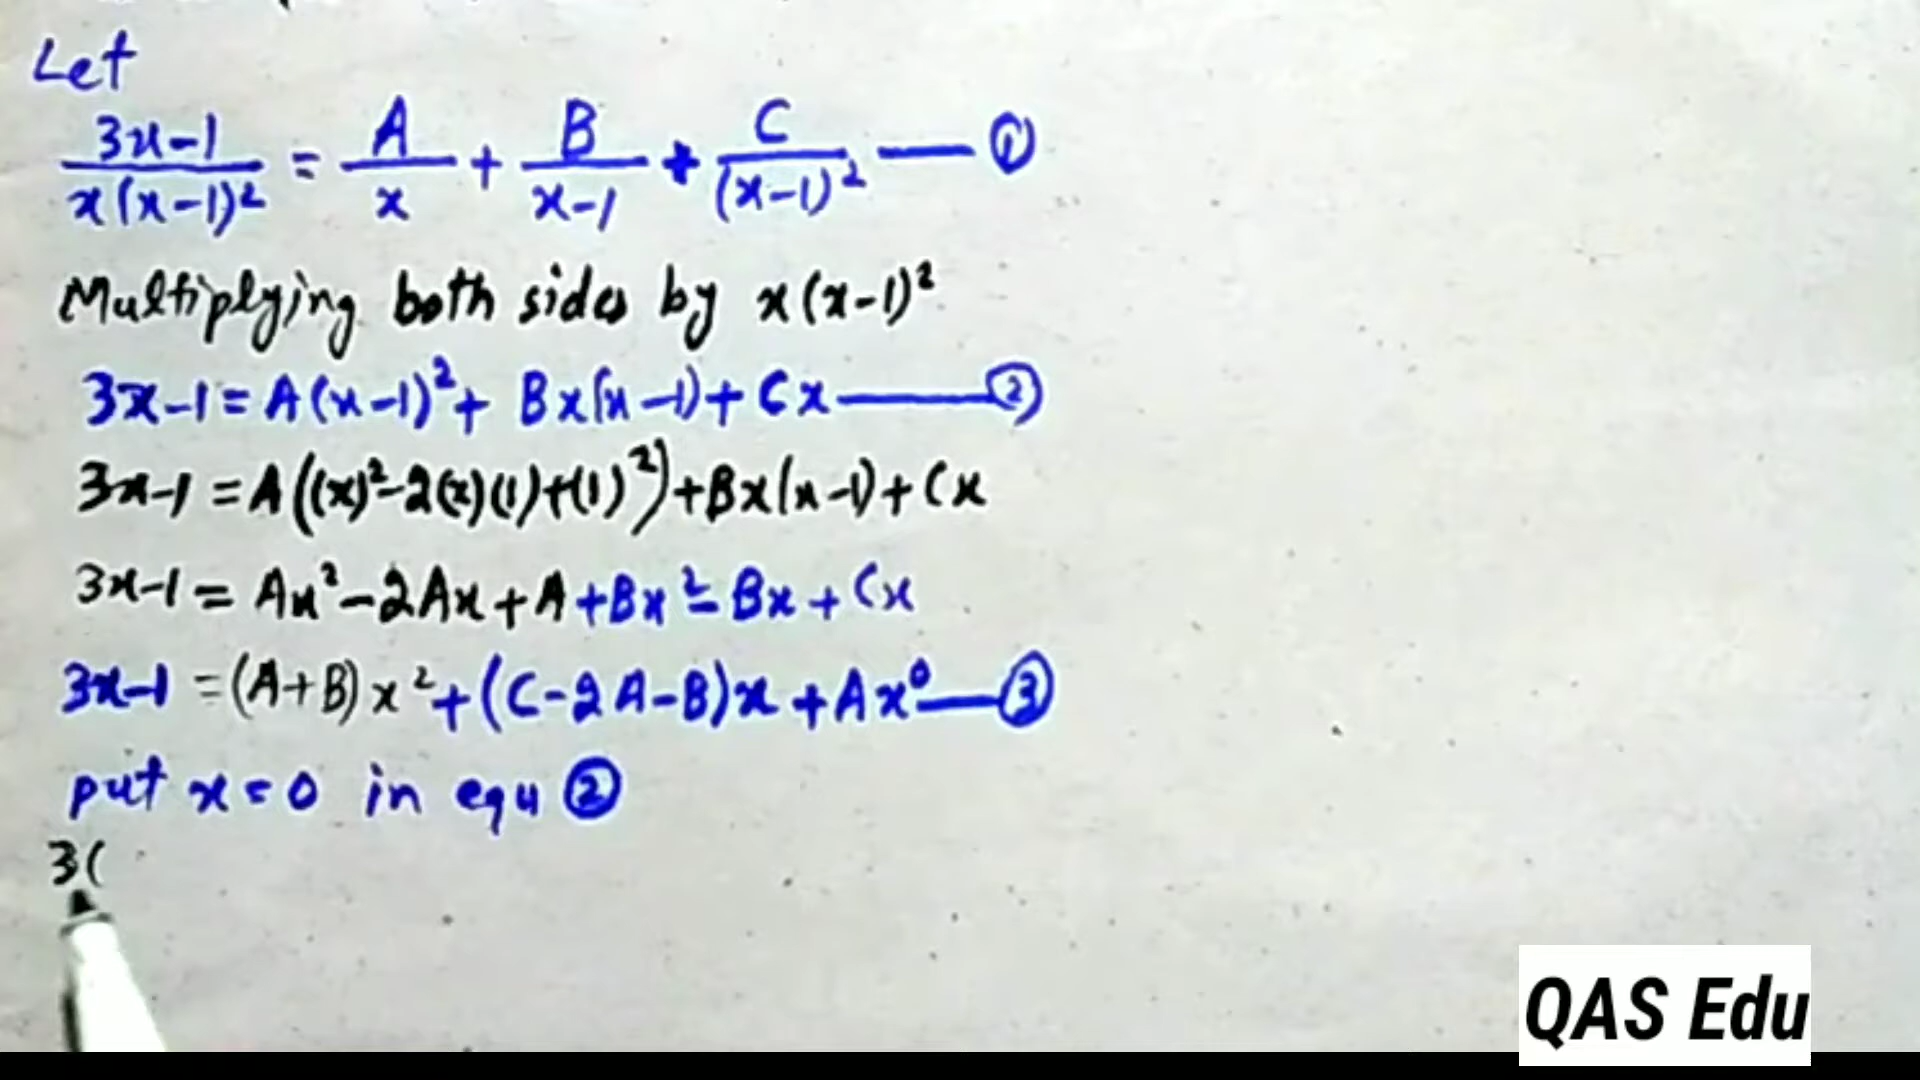 Let
3x-1 / x(x-1)² = A / x + B / x-1 + C / (x-1)² — ①
Multiplying both sides by x(x-1)²
3x-1 = A(x-1)² + Bx(x-1) + Cx — ②
3x-1 = A((x)²-2(x)(1)+(1)²)+Bx(x-1)+Cx
3x-1 = Ax²-2Ax+A+Bx²-Bx+Cx
3x-1 = (A+B)x²+(C-2A-B)x+Ax⁰ — ③
put x=0 in equ ②
3(
QAS Edu